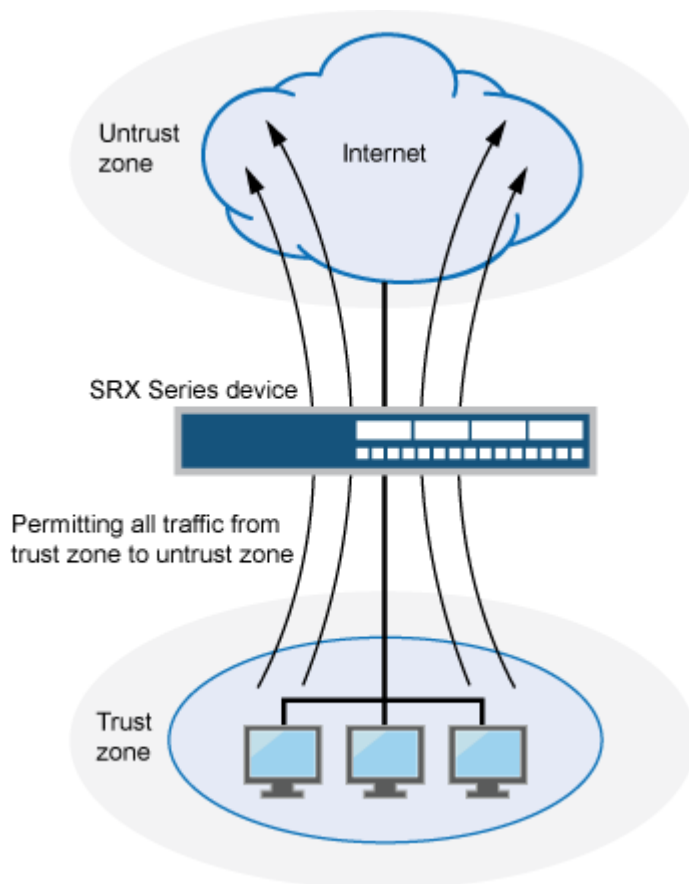 Untrust
zone
Internet
SRX Series device
Permitting all traffic from
trust zone to untrust zone
Trust
zone